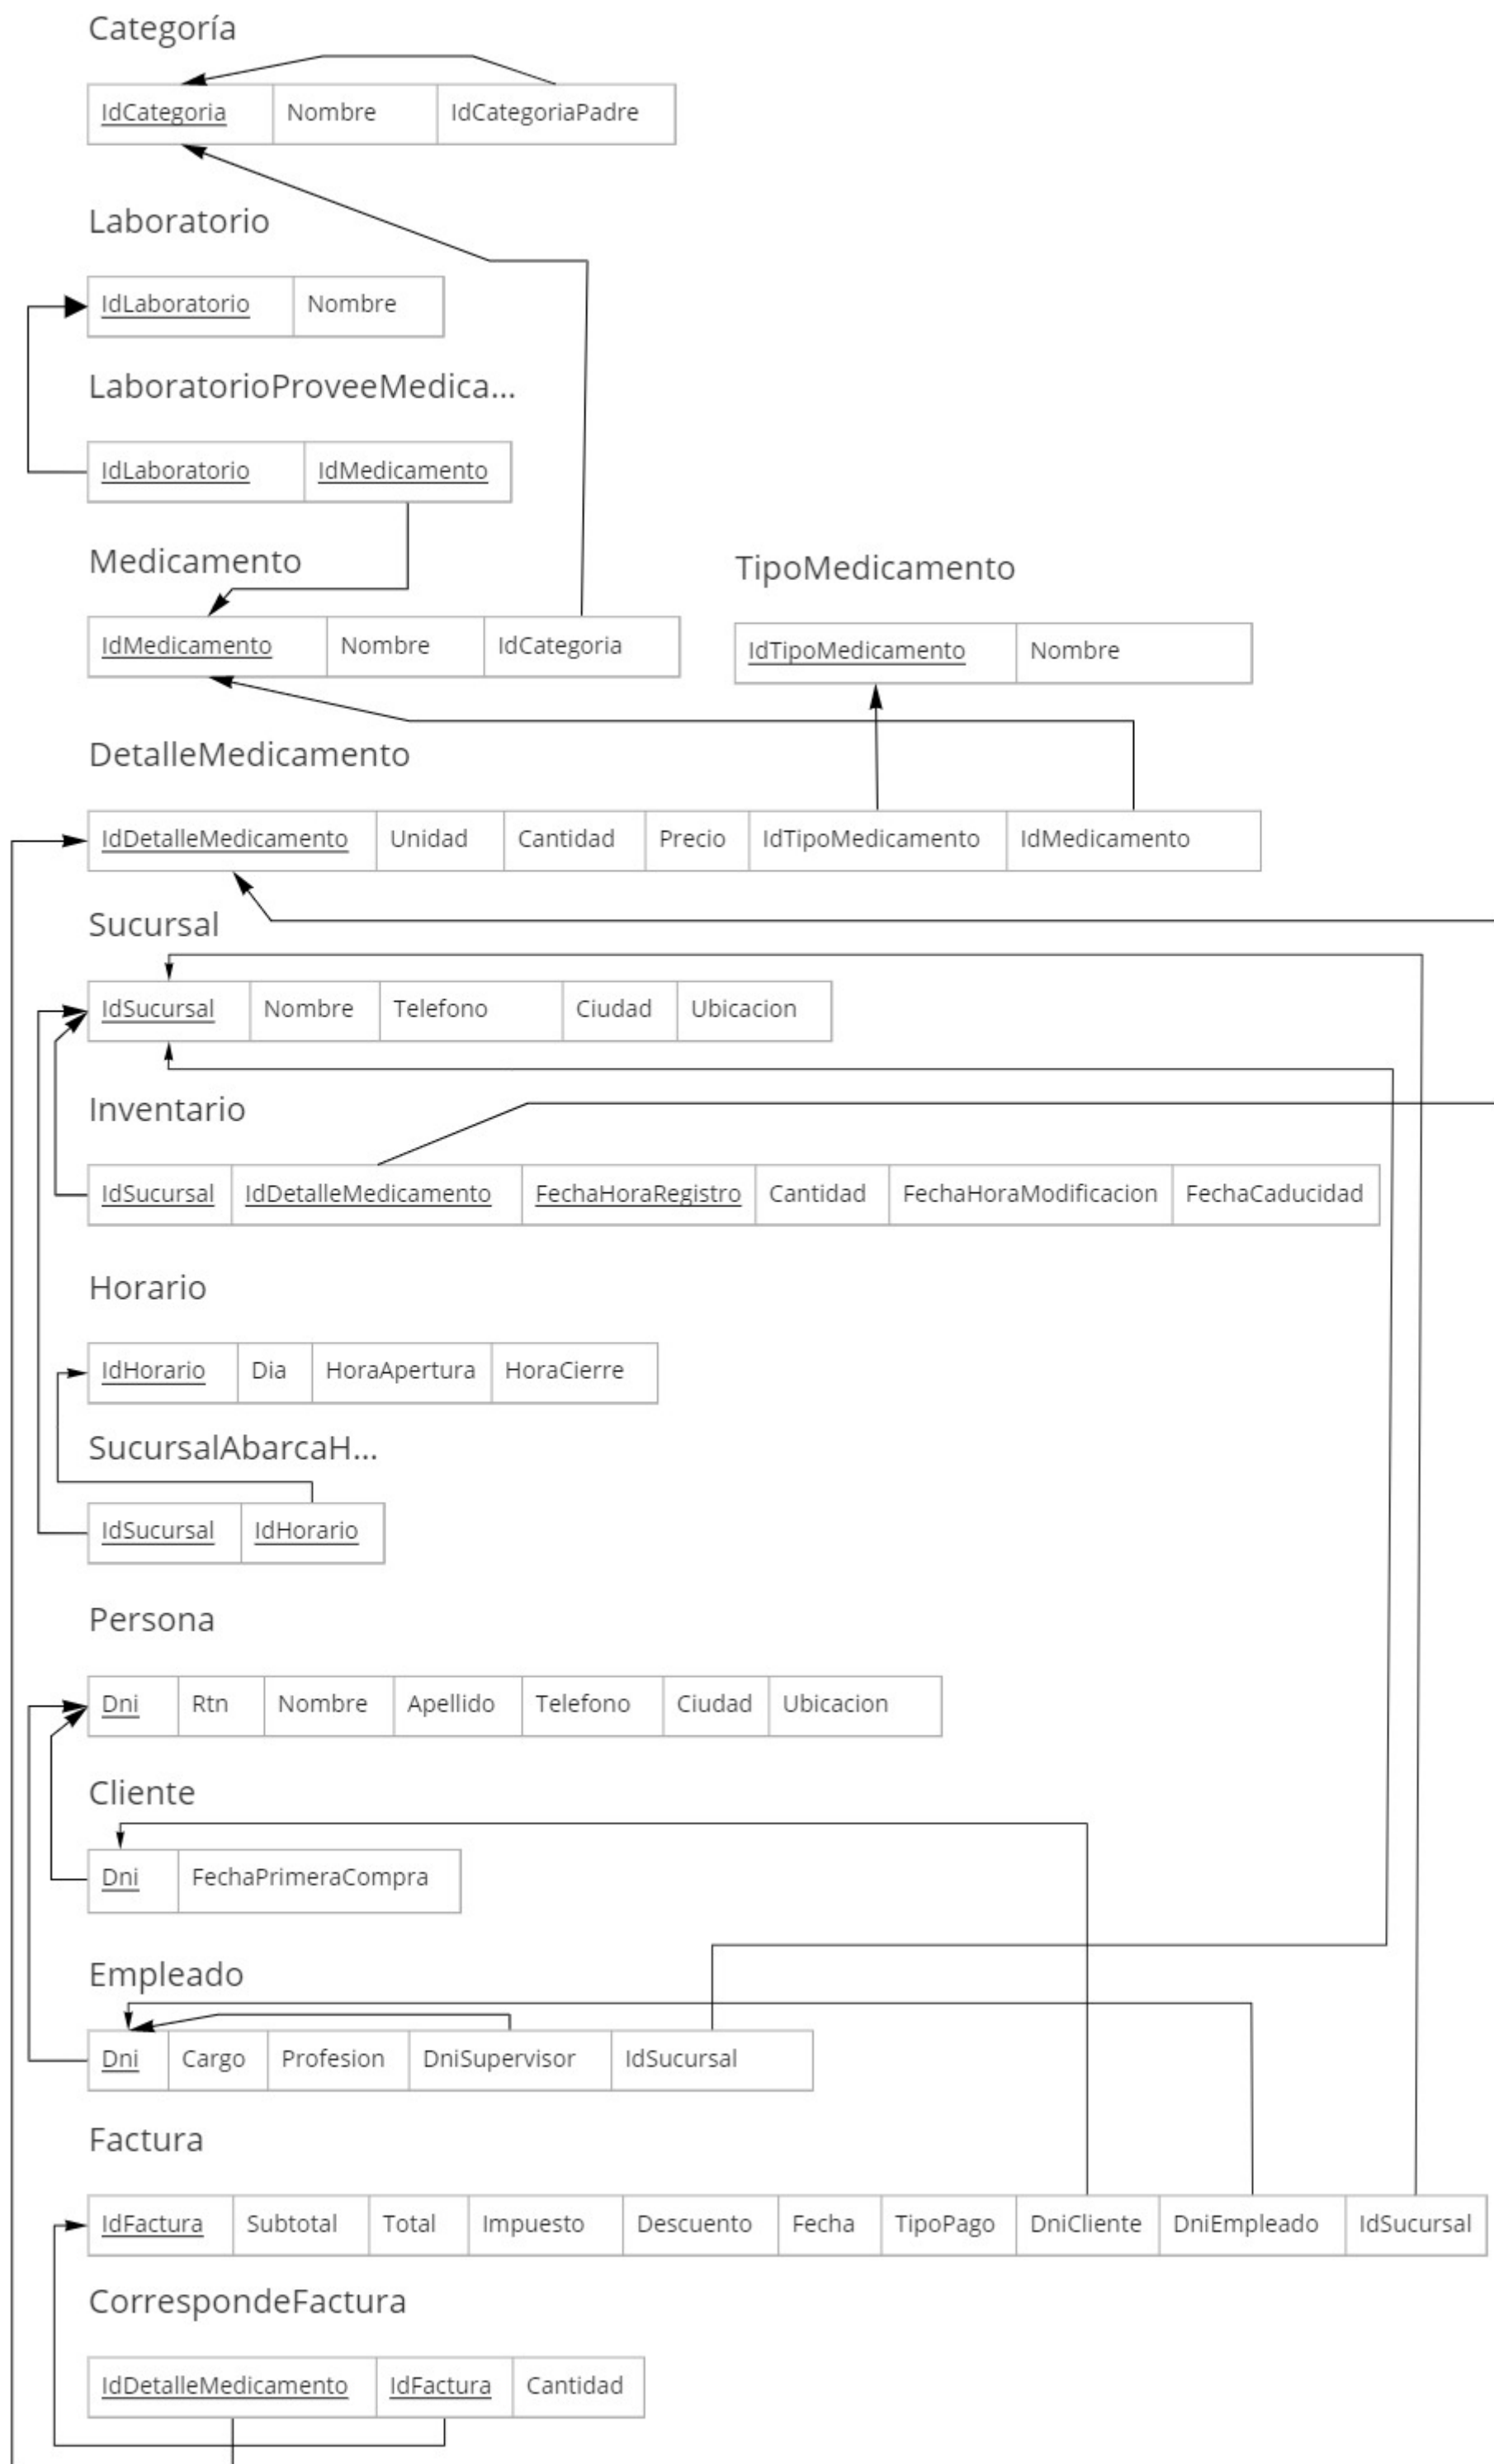 Categoría
IdCategoria Nombre IdCategoriaPadre
Laboratorio
IdLaboratorio Nombre
LaboratorioProveeMedica...
IdLaboratorio IdMedicamento
Medicamento
IdMedicamento Nombre IdCategoria
TipoMedicamento
IdTipoMedicamento Nombre
DetalleMedicamento
IdDetalleMedicamento Unidad Cantidad Precio IdTipoMedicamento IdMedicamento
Sucursal
IdSucursal Nombre Telefono Ciudad Ubicacion
Inventario
IdSucursal IdDetalleMedicamento FechaHoraRegistro Cantidad FechaHoraModificacion FechaCaducidad
Horario
IdHorario Dia HoraApertura HoraCierre
SucursalAbarcaH...
IdSucursal IdHorario
Persona
Dni Rtn Nombre Apellido Telefono Ciudad Ubicacion
Cliente
Dni FechaPrimeraCompra
Empleado
Dni Cargo Profesion DniSupervisor IdSucursal
Factura
IdFactura Subtotal Total Impuesto Descuento Fecha TipoPago DniCliente DniEmpleado IdSucursal
CorrespondeFactura
IdDetalleMedicamento IdFactura Cantidad